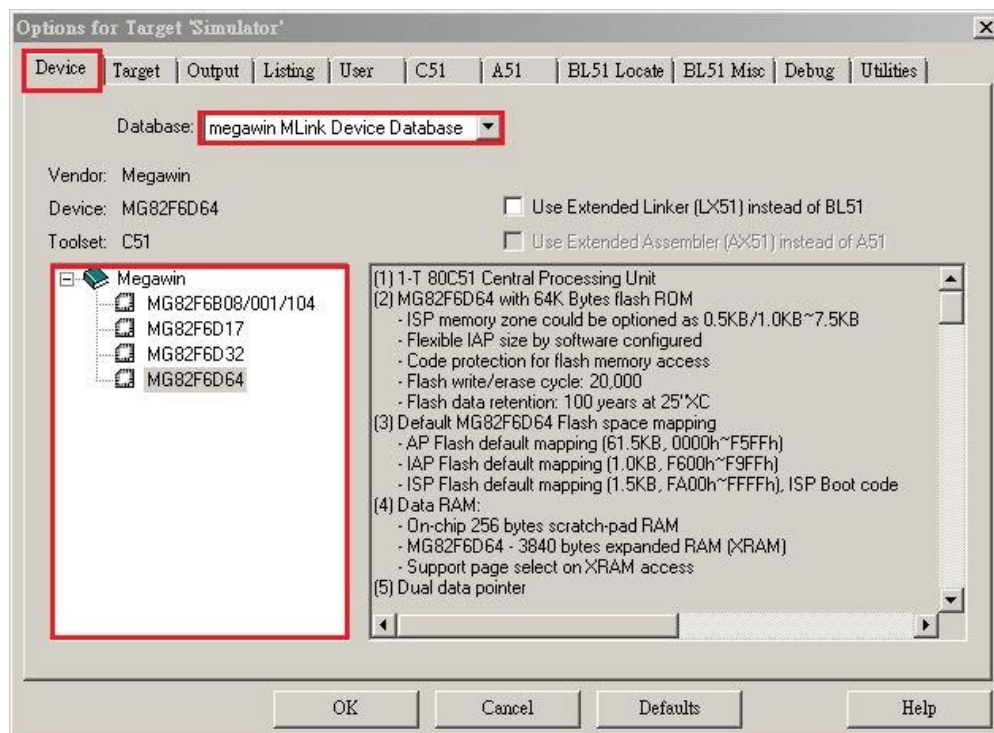 Options for Target 'Simulator'
Device Target Output Listing User C51 A51 BL51 Locate BL51 Misc Debug Utilities
Database: megawin MLink Device Database
Vendor: Megawin
Device: MG82F6D64
Use Extended Linker (LX51) instead of BL51
Toolset: C51
Use Extended Assembler (AX51) instead of A51
Megawin
MG82F6B08/001/104
MG82F6D17
MG82F6D32
MG82F6D64
(1) 1-T 80C51 Central Processing Unit
(2) MG82F6D64 with 64K Bytes flash ROM
- ISP memory zone could be optioned as 0.5KB/1.0KB~7.5KB
- Flexible IAP size by software configured
- Code protection for flash memory access
- Flash write/erase cycle: 20,000
- Flash data retention: 100 years at 25"XC
(3) Default MG82F6D64 Flash space mapping
- AP Flash default mapping (61.5KB, 0000h~F5FFh)
- IAP Flash default mapping (1.0KB, F600h~F9FFh)
- ISP Flash default mapping (1.5KB, FA00h~FFFFh), ISP Boot code
(4) Data RAM:
- On-chip 256 bytes scratch-pad RAM
- MG82F6D64 - 3840 bytes expanded RAM (XRAM)
- Support page select on XRAM access
(5) Dual data pointer
OK Cancel Defaults Help